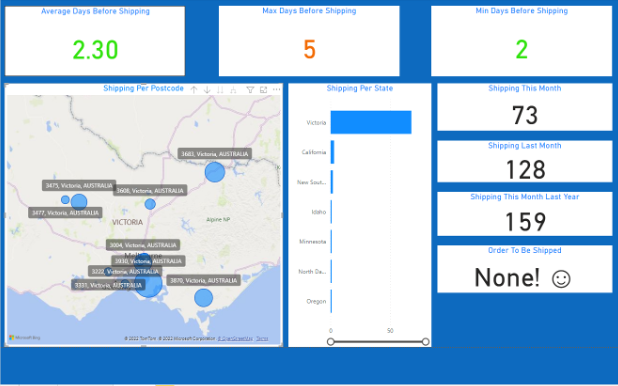 Average Days Before Shipping
2.30
Max Days Before Shipping
5
Min Days Before Shipping
2
Shipping Per Postcode
3683, Victoria, AUSTRALIA
3475, Victoria, AUSTRALIA
3608, Victoria, AUSTRALIA
3477, Victoria, AUSTRALIA
VICTORIA
Alpine NP
3004, Victoria, AUSTRALIA
3030, Victoria, AUSTRALIA
3232, Victoria, AUSTRALIA
3331, Victoria, AUSTRALIA
3870, Victoria, AUSTRALIA
Microsoft Bing
© 2022 TomTom © 2022 Microsoft Corporation © OpenStreetMap Terms
Shipping Per State
Victoria
California
New Sout...
Idaho
Minnesota
North Da...
Oregon
0
50
Shipping This Month
73
Shipping Last Month
128
Shipping This Month Last Year
159
Order To Be Shipped
None! ☺